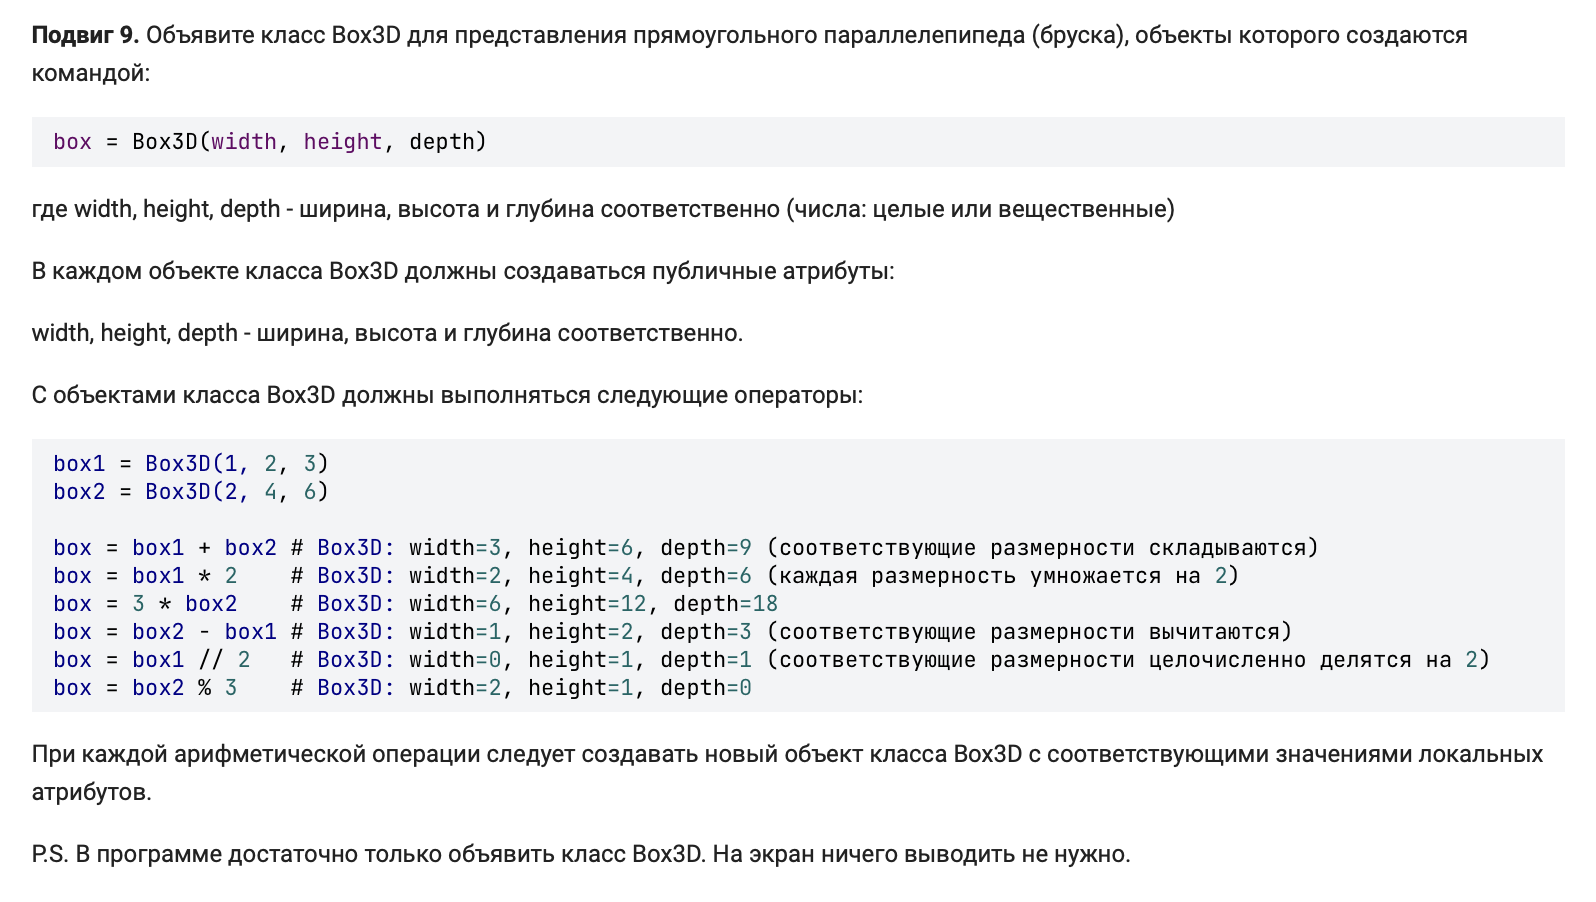 Подвиг 9. Объявите класс Box3D для представления прямоугольного параллелепипеда (бруска), объекты которого создаются
командой:
box = Box3D(width, height, depth)
где width, height, depth - ширина, высота и глубина соответственно (числа: целые или вещественные)
В каждом объекте класса Box3D должны создаваться публичные атрибуты:
width, height, depth - ширина, высота и глубина соответственно.
С объектами класса Box3D должны выполняться следующие операторы:
box1 = Box3D(1, 2, 3)
box2 = Box3D(2, 4, 6)
box = box1 + box2 # Box3D: width=3, height=6, depth=9 (соответствующие размерности складываются)
box = box1 * 2    # Box3D: width=2, height=4, depth=6 (каждая размерность умножается на 2)
box = 3 * box2    # Box3D: width=6, height=12, depth=18
box = box2 - box1 # Box3D: width=1, height=2, depth=3 (соответствующие размерности вычитаются)
box = box1 // 2   # Box3D: width=0, height=1, depth=1 (соответствующие размерности целочисленно делятся на 2)
box = box2 % 3    # Box3D: width=2, height=1, depth=0
При каждой арифметической операции следует создавать новый объект класса Box3D с соответствующими значениями локальных
атрибутов.
P.S. В программе достаточно только объявить класс Box3D. На экран ничего выводить не нужно.